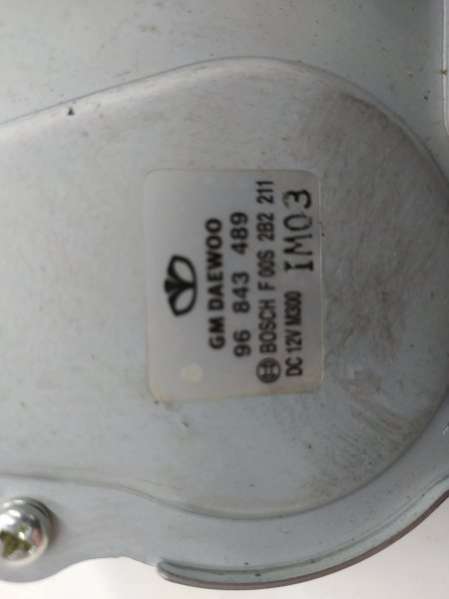 GM DAEWOO
96 843 489
BOSCH F 00S 2B2 211
DC 12V M300 IM03